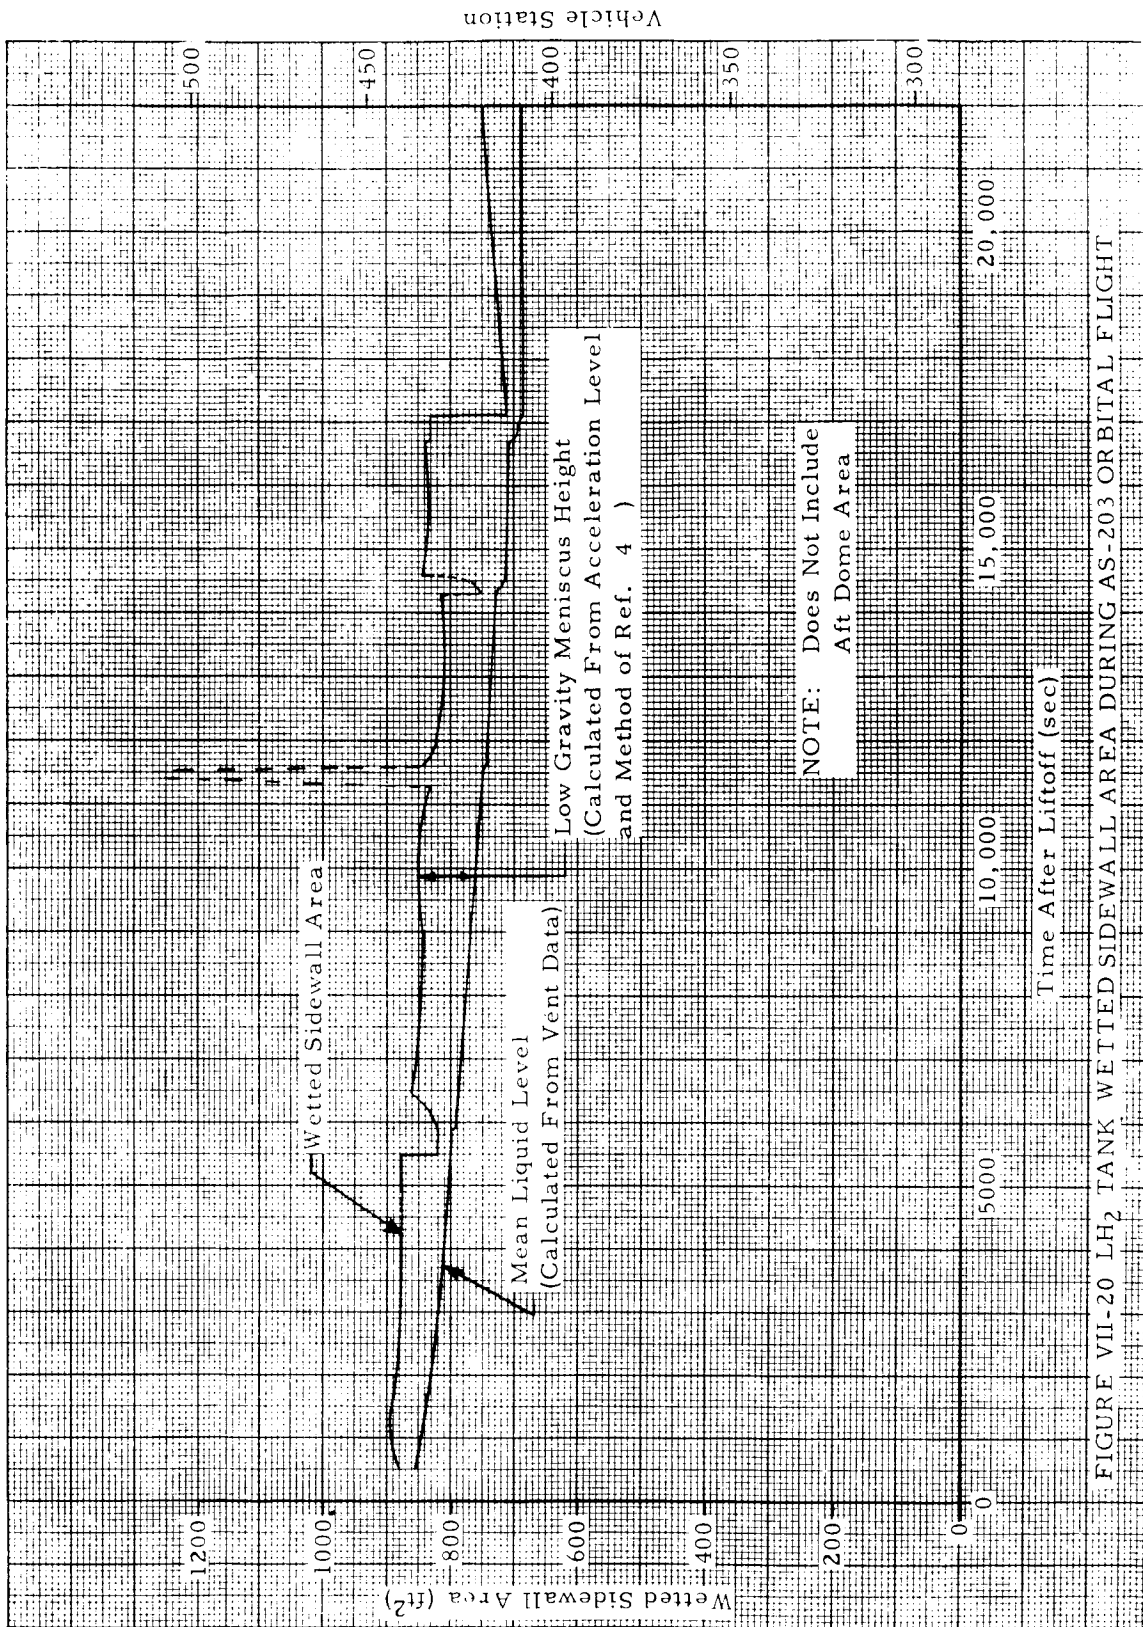 Vehicle Station
500
450
400
350
300
1200
1000
800
600
400
200
0
Wetted Sidewall Area (ft2)
Wetted Sidewall Area
Mean Liquid Level
(Calculated From Vent Data)
Low Gravity Meniscus Height
(Calculated From Acceleration Level
and Method of Ref. 4 )
NOTE: Does Not Include
Aft Dome Area
0
5000
10,000
15,000
20,000
Time After Liftoff (sec)
FIGURE VII-20 LH2 TANK WETTED SIDEWALL AREA DURING AS-203 ORBITAL FLIGHT